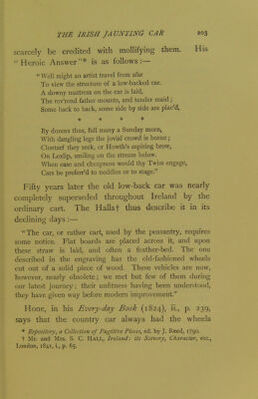 THE IRISH JAUNTING CAR 203
scarcely be credited with mollifying them. His
"Heroic Answer"* is as follows:—
"Well might an artist travel from afar
To view the structure of a low-backed car.
A downy mattress on the car is laid,
The rev'rend father mounts, and tender maid;
Some back to back, some side by side are plac'd,
* * * *
By dozens thus, full many a Sunday morn,
With dangling legs the jovial crowd is borne;
Clontarf they seek, or Howth's aspiring brow,
Or Leixlip, smiling on the stream below.
When ease and cheapness would thy Twiss engage,
Cars be preferr'd to noddies or to stage."
Fifty years later the old low-back car was nearly
completely superseded throughout Ireland by the
ordinary cart. The Halls† thus describe it in its
declining days:—
"The car, or rather cart, used by the peasantry, requires
some notice. Flat boards are placed across it, and upon
these straw is laid, and often a feather-bed. The one
described in the engraving has the old-fashioned wheels
cut out of a solid piece of wood. These vehicles are now,
however, nearly obsolete; we met but few of them during
our latest journey; their unfitness having been understood,
they have given way before modern improvement."
Hone, in his Every-day Book (1824), ii., p. 239,
says that the country car always had the wheels
* Repository, a Collection of Fugitive Pieces, ed. by J. Reed, 1790.
† Mr. and Mrs. S. C. HALL, Ireland: its Scenery, Character, etc.,
London, 1841, i., p. 65.